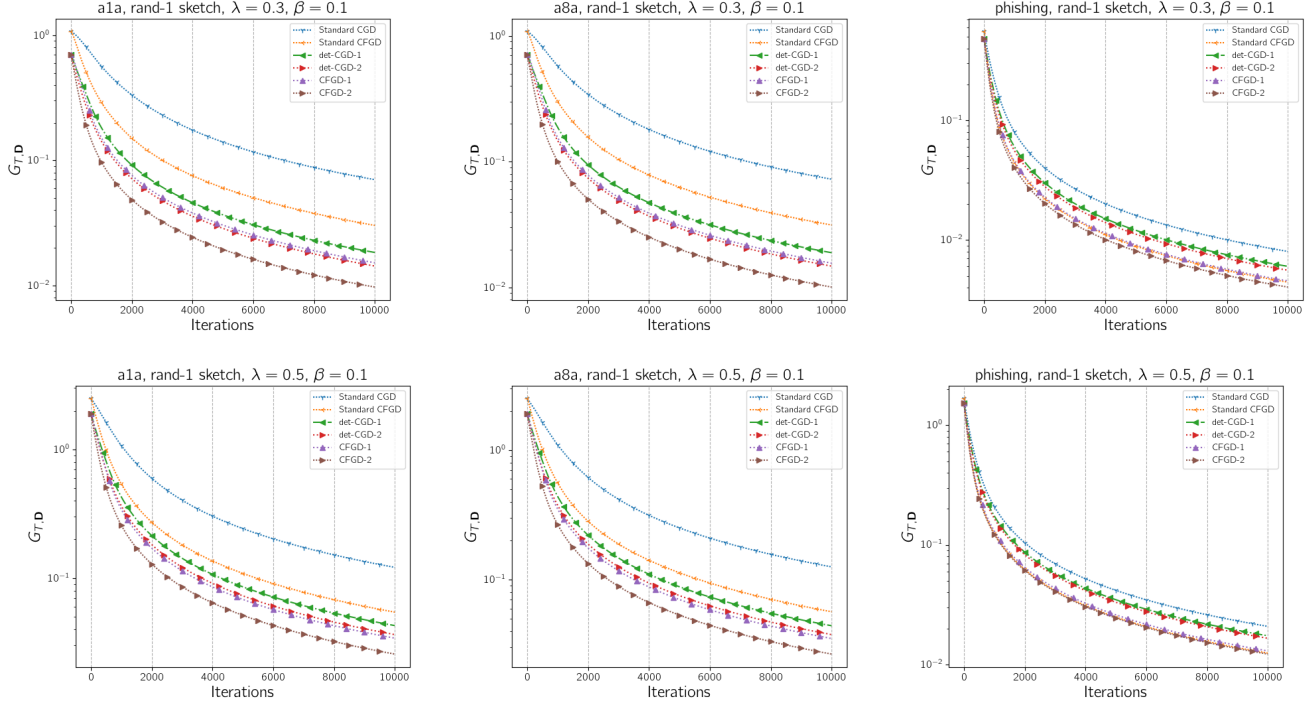 a1a, rand-1 sketch, λ = 0.3, β = 0.1
Standard CGD
Standard CFGD
det-CGD-1
det-CGD-2
CFGD-1
CFGD-2
10⁰
10⁻¹
10⁻²
G_{T,D}
0 2000 4000 6000 8000 10000
Iterations
a8a, rand-1 sketch, λ = 0.3, β = 0.1
Standard CGD
Standard CFGD
det-CGD-1
det-CGD-2
CFGD-1
CFGD-2
10⁰
10⁻¹
10⁻²
G_{T,D}
0 2000 4000 6000 8000 10000
Iterations
phishing, rand-1 sketch, λ = 0.3, β = 0.1
Standard CGD
Standard CFGD
det-CGD-1
det-CGD-2
CFGD-1
CFGD-2
10⁻¹
10⁻²
G_{T,D}
0 2000 4000 6000 8000 10000
Iterations
a1a, rand-1 sketch, λ = 0.5, β = 0.1
Standard CGD
Standard CFGD
det-CGD-1
det-CGD-2
CFGD-1
CFGD-2
10⁰
10⁻¹
G_{T,D}
0 2000 4000 6000 8000 10000
Iterations
a8a, rand-1 sketch, λ = 0.5, β = 0.1
Standard CGD
Standard CFGD
det-CGD-1
det-CGD-2
CFGD-1
CFGD-2
10⁰
10⁻¹
G_{T,D}
0 2000 4000 6000 8000 10000
Iterations
phishing, rand-1 sketch, λ = 0.5, β = 0.1
Standard CGD
Standard CFGD
det-CGD-1
det-CGD-2
CFGD-1
CFGD-2
10⁰
10⁻¹
10⁻²
G_{T,D}
0 2000 4000 6000 8000 10000
Iterations